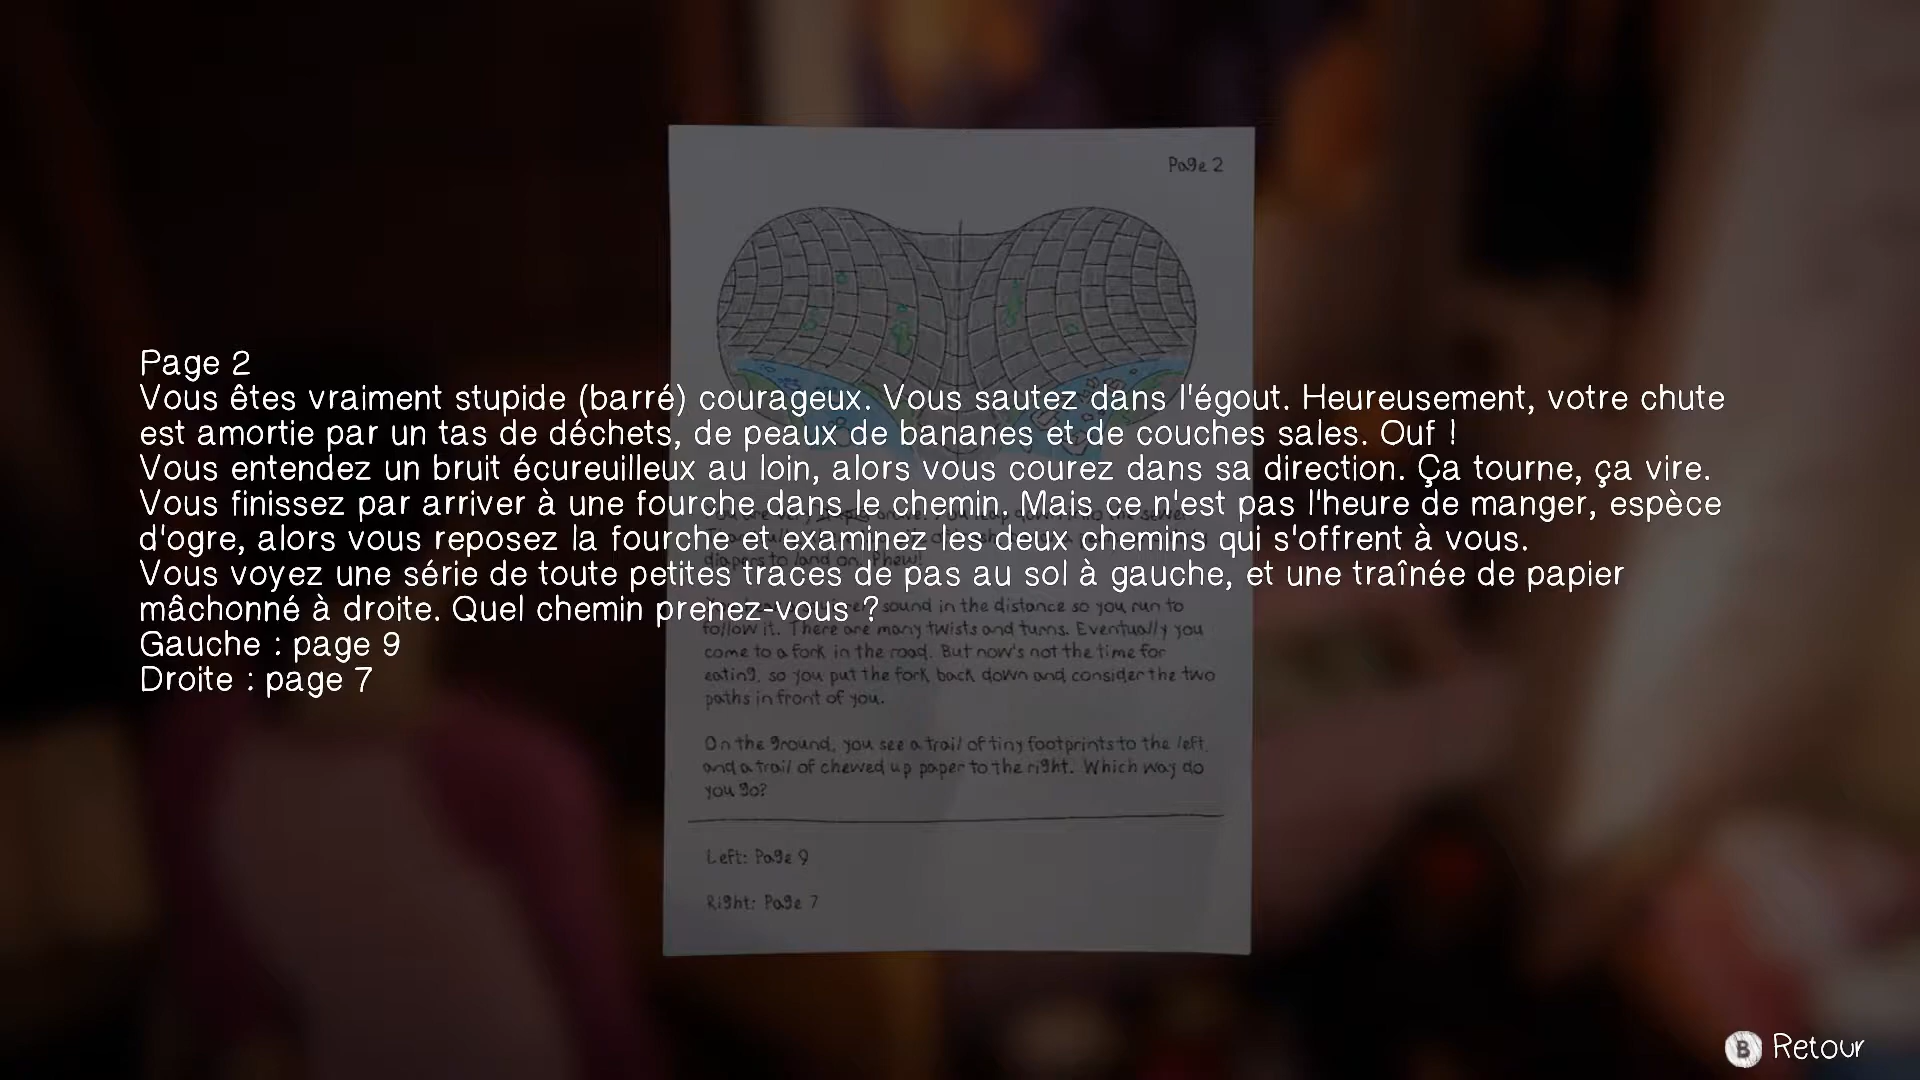 Page 2
Page 2
Vous êtes vraiment stupide (barré) courageux. Vous sautez dans l'égout. Heureusement, votre chute
est amortie par un tas de déchets, de peaux de bananes et de couches sales. Ouf !
Vous entendez un bruit écureuilleux au loin, alors vous courez dans sa direction. Ça tourne, ça vire.
Vous finissez par arriver à une fourche dans le chemin. Mais ce n'est pas l'heure de manger, espèce
d'ogre, alors vous reposez la fourche et examinez les deux chemins qui s'offrent à vous.
Vous voyez une série de toute petites traces de pas au sol à gauche, et une traînée de papier
mâchonné à droite. Quel chemin prenez-vous ?
Gauche : page 9
Droite : page 7
diapers to land on. Phew!
sound in the distance so you run to
follow it. There are many twists and turns. Eventually you
come to a fork in the road. But now's not the time for
eating, so you put the fork back down and consider the two
paths in front of you.
On the ground, you see a trail of tiny footprints to the left,
and a trail of chewed up paper to the right. Which way do
you go?
Left: Page 9
Right: Page 7
B Retour